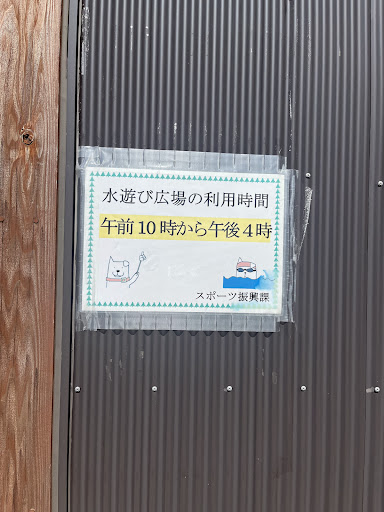 水遊び広場の利用時間
午前10時から午後4時
スポーツ振興課